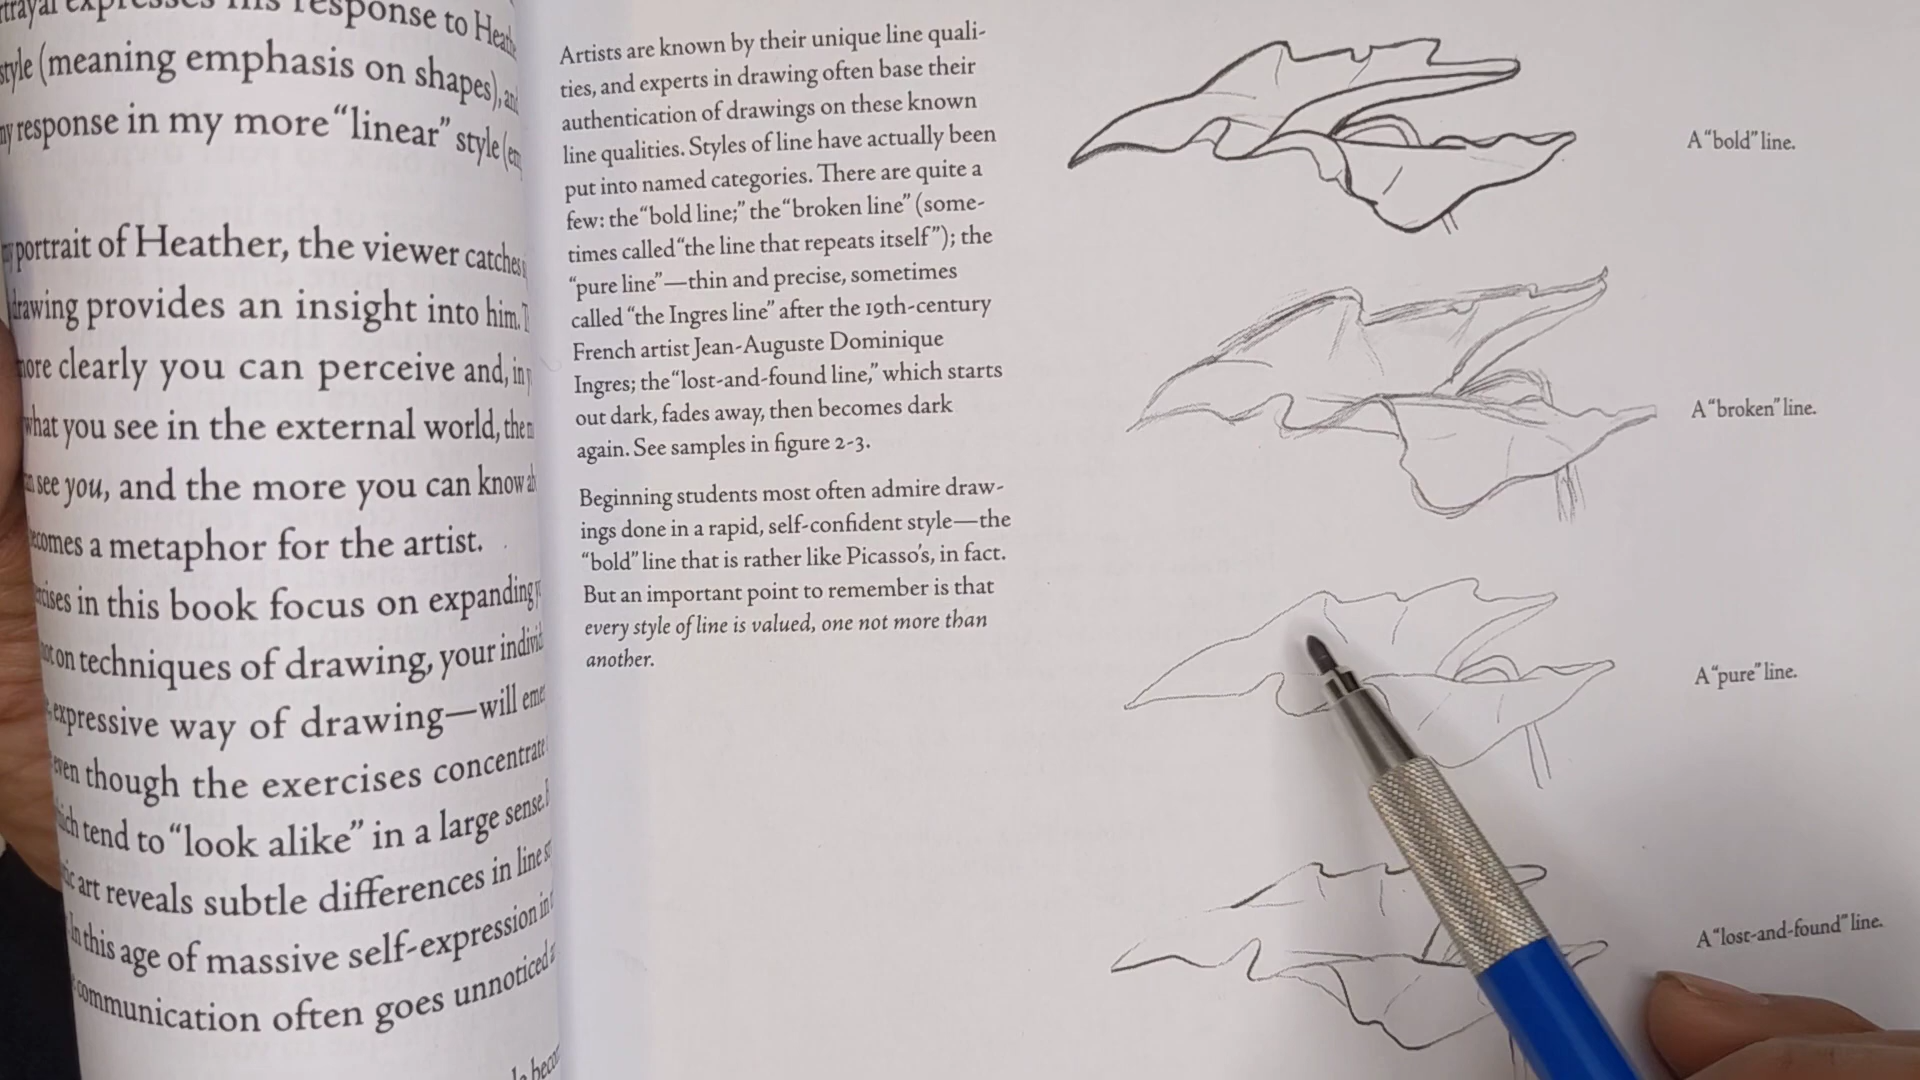 expresses his response to
style (meaning emphasis on shapes), and
my response in my more “linear” style
portrait of Heather, the viewer catches
drawing provides an insight into him.
more clearly you can perceive and, in
what you see in the external world, then
see you, and the more you can know
becomes a metaphor for the artist.
in this book focus on expanding
not on techniques of drawing, your
expressive way of drawing—will
even though the exercises concentrate
tend to “look alike” in a large sense.
art reveals subtle differences in line
In this age of massive self-expression in
communication often goes unnoticed
Artists are known by their unique line quali-
ties, and experts in drawing often base their
authentication of drawings on these known
line qualities. Styles of line have actually been
put into named categories. There are quite a
few: the “bold line;” the “broken line” (some-
times called “the line that repeats itself”); the
“pure line”—thin and precise, sometimes
called “the Ingres line” after the 19th-century
French artist Jean-Auguste Dominique
Ingres; the “lost-and-found line,” which starts
out dark, fades away, then becomes dark
again. See samples in figure 2-3.
Beginning students most often admire draw-
ings done in a rapid, self-confident style—the
“bold” line that is rather like Picasso’s, in fact.
But an important point to remember is that
every style of line is valued, one not more than
another.
A “bold” line.
A “broken” line.
A “pure” line.
A “lost-and-found” line.